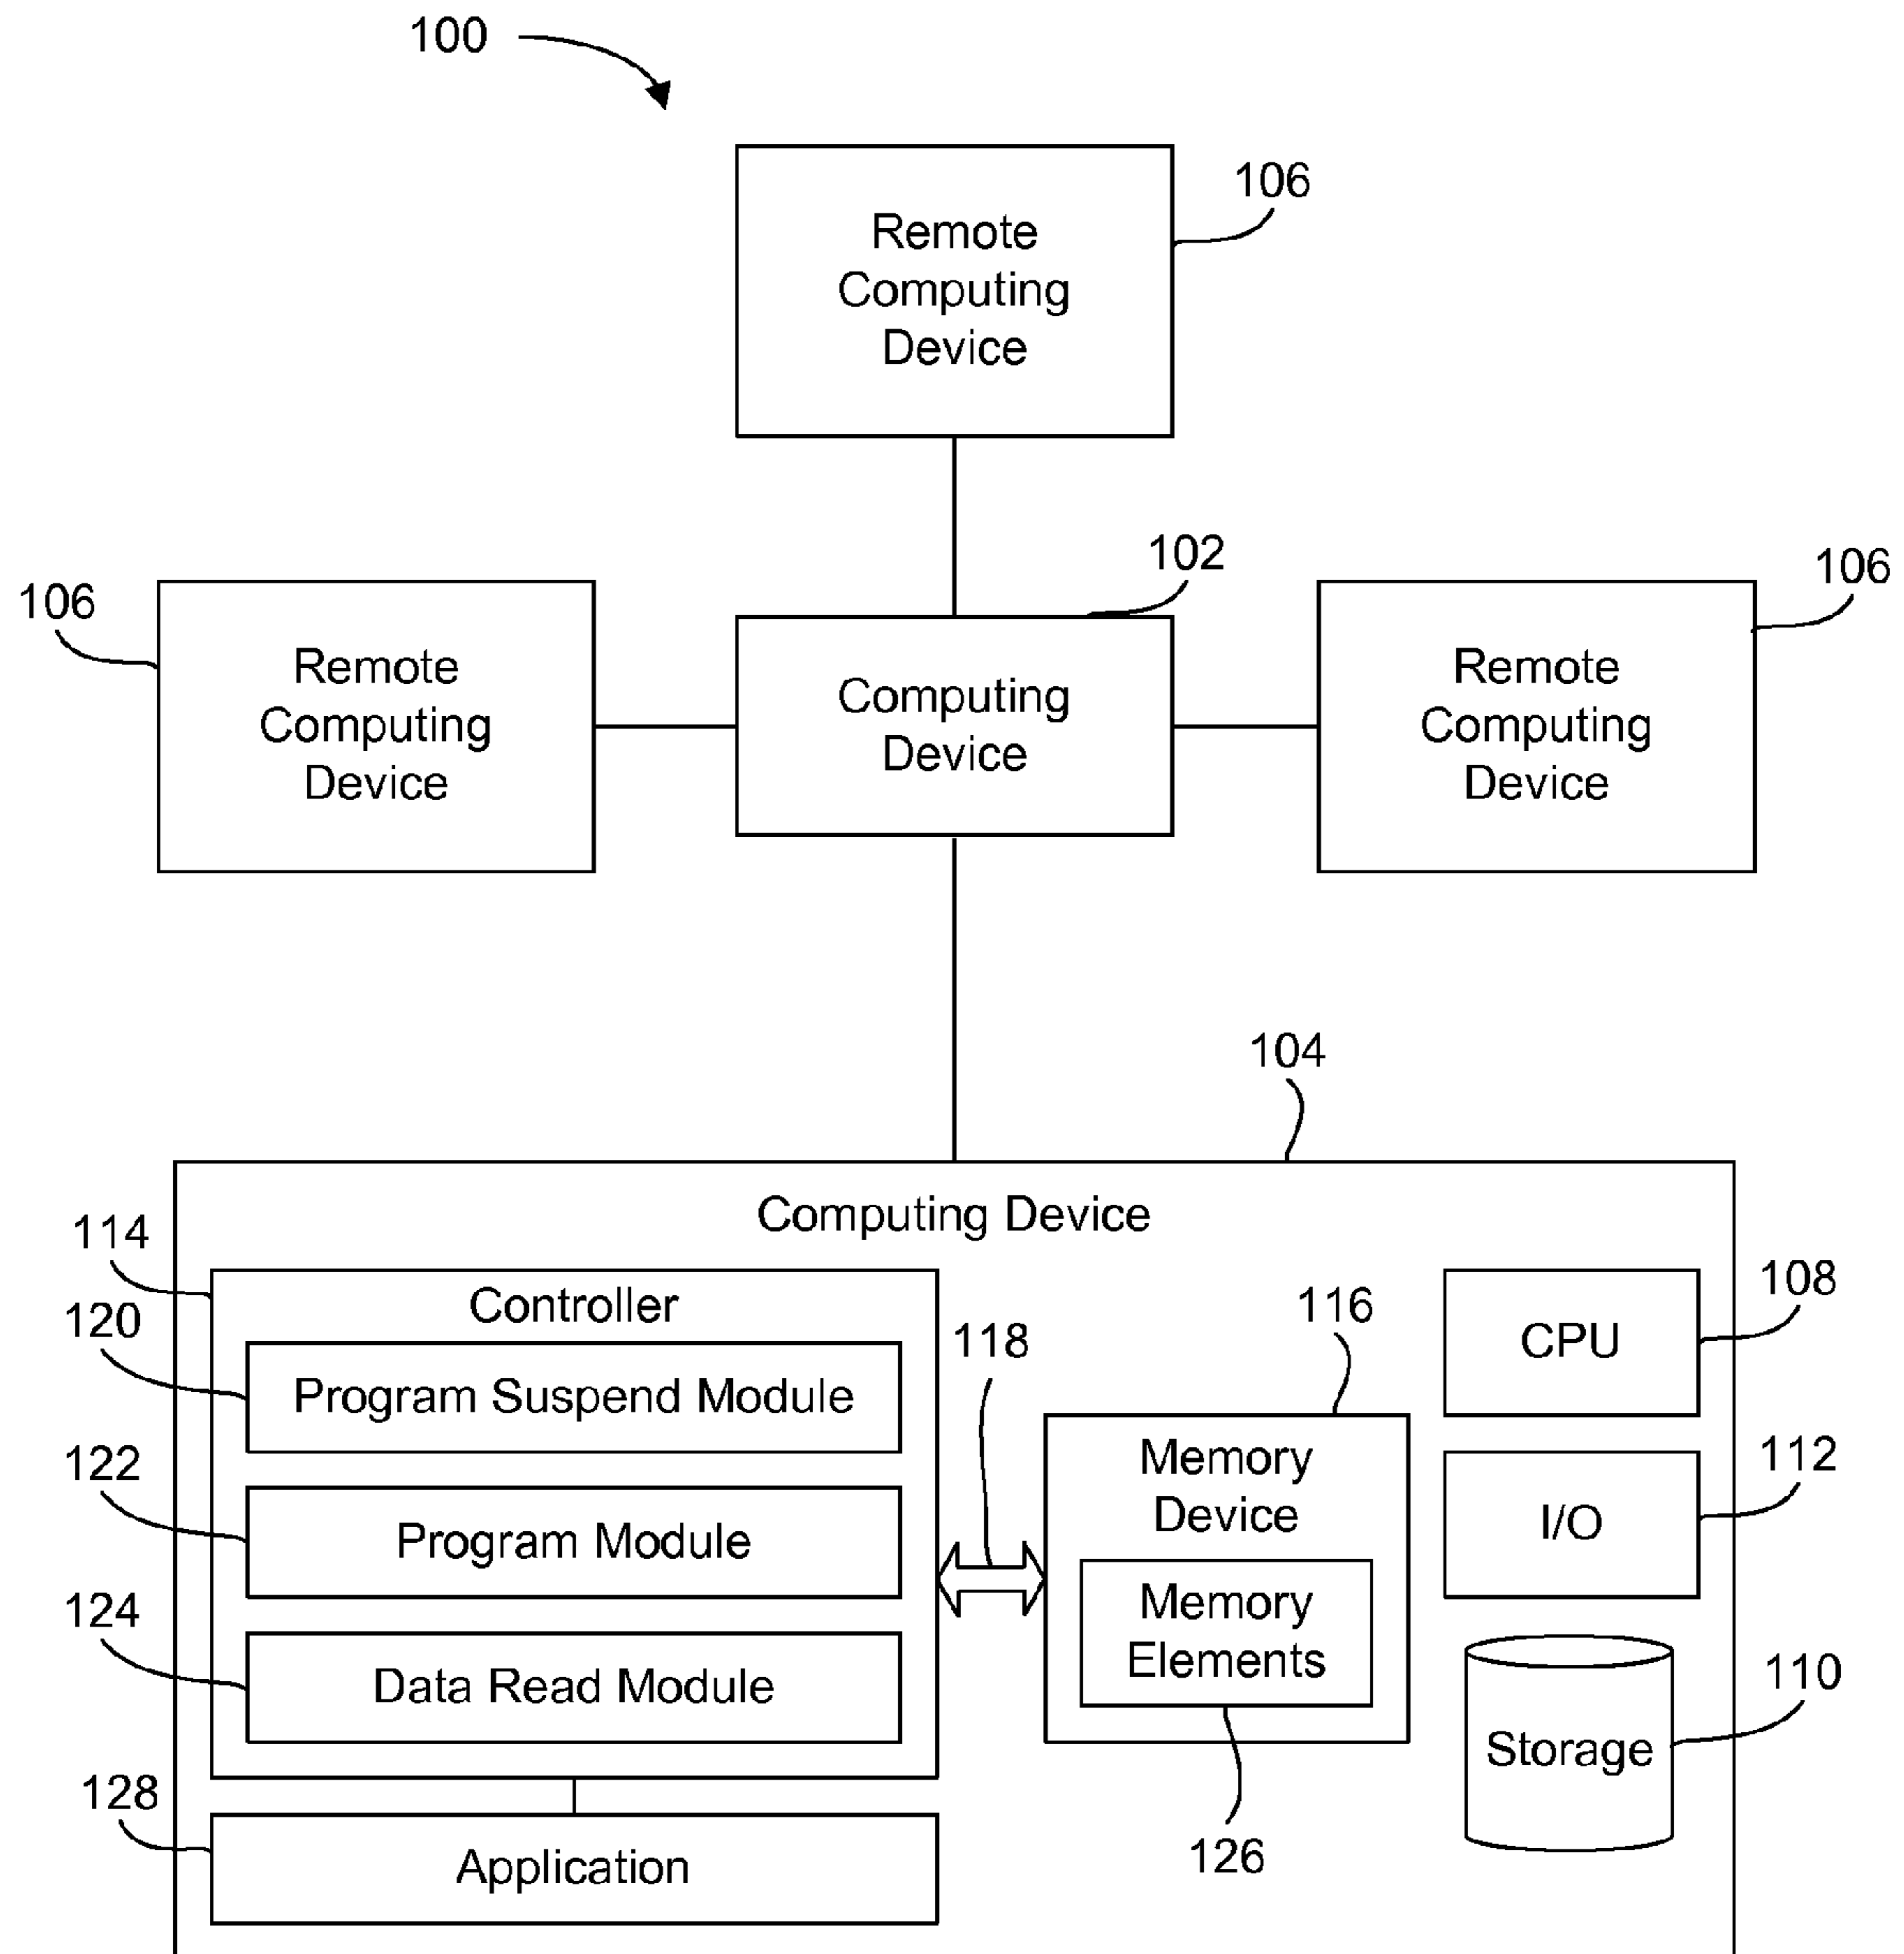 100
Remote
Computing
Device
106
102
106
Remote
Computing
Device
Computing
Device
106
Remote
Computing
Device
104
Computing Device
114
Controller
120
Program Suspend Module
122
Program Module
124
Data Read Module
118
116
Memory
Device
Memory
Elements
126
108
CPU
112
I/O
110
Storage
128
Application